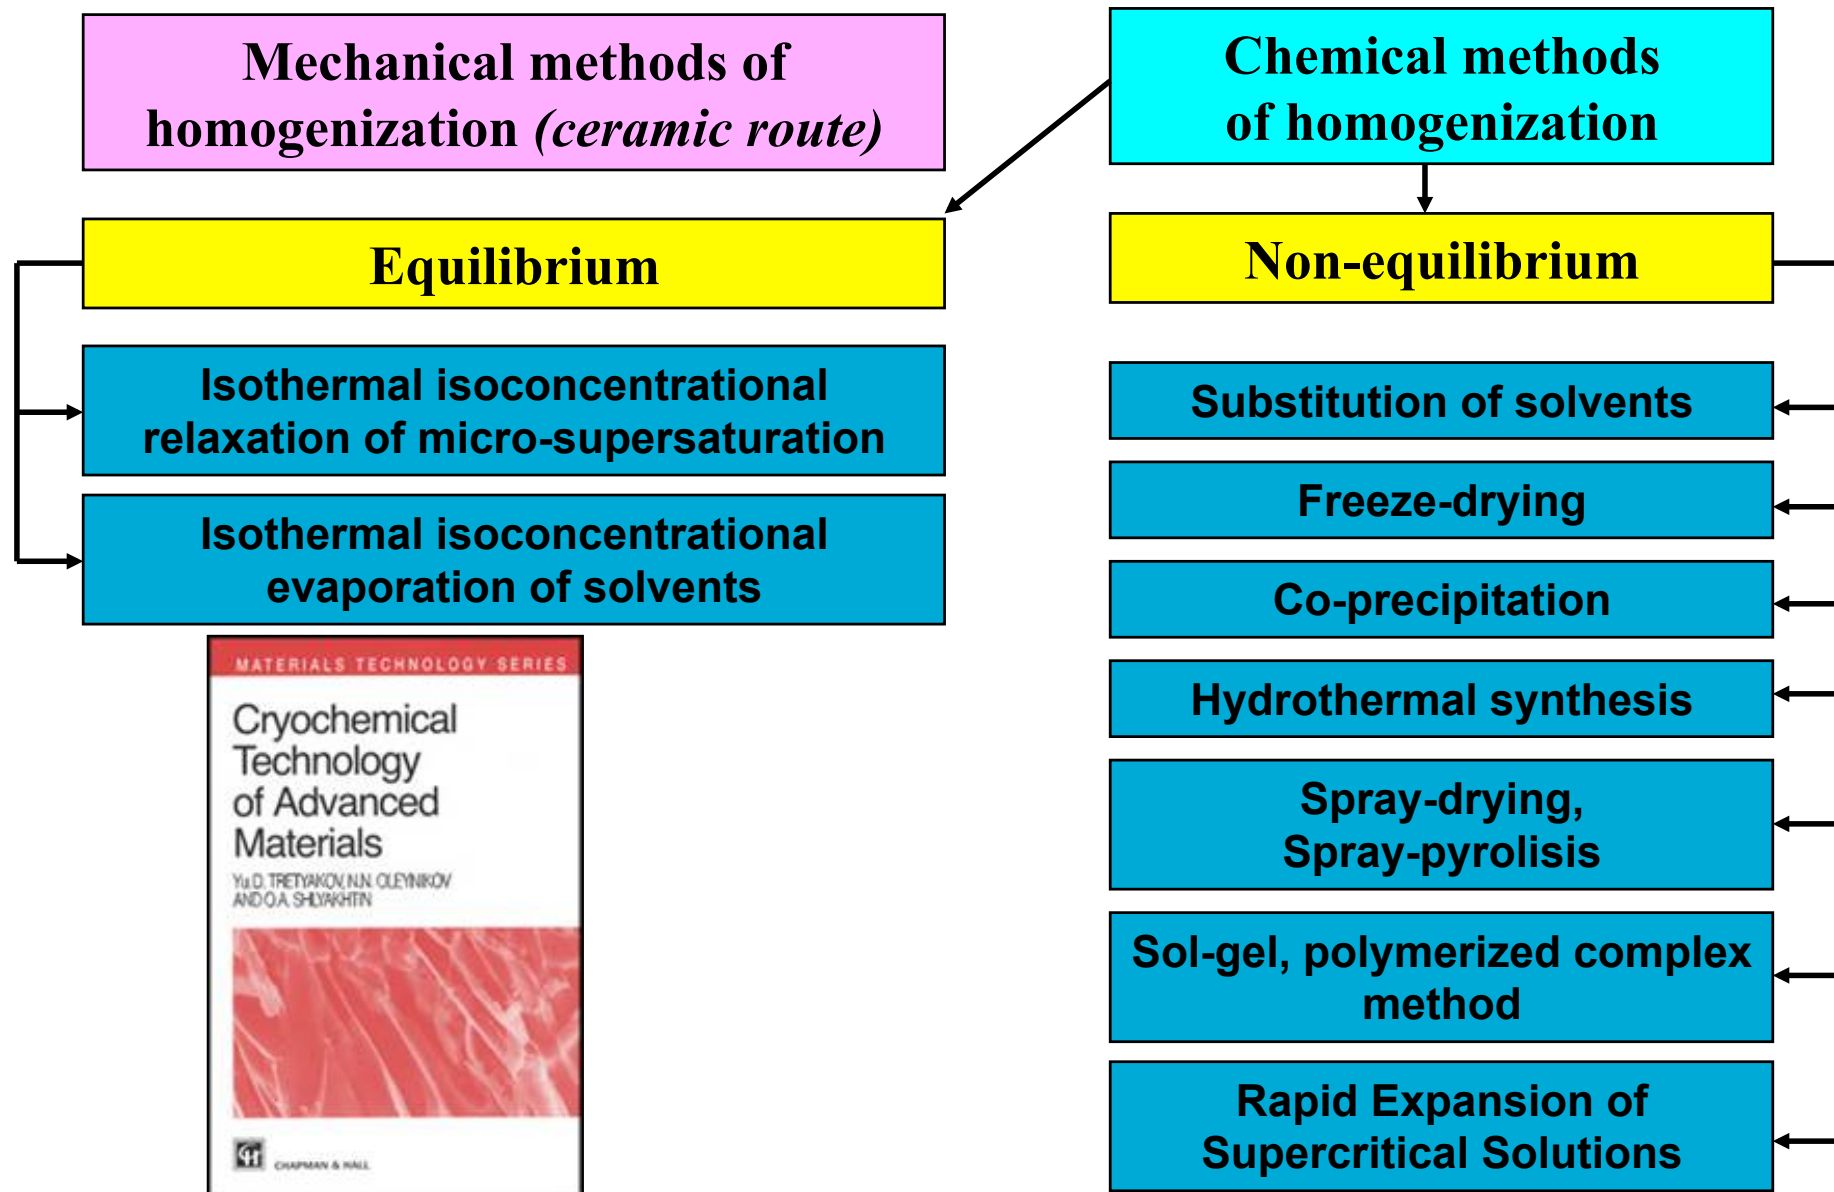 Mechanical methods of
homogenization (ceramic route)
Chemical methods
of homogenization
Equilibrium
Non-equilibrium
Isothermal isoconcentrational
relaxation of micro-supersaturation
Isothermal isoconcentrational
evaporation of solvents
Substitution of solvents
Freeze-drying
Co-precipitation
Hydrothermal synthesis
Spray-drying,
Spray-pyrolisis
Sol-gel, polymerized complex
method
Rapid Expansion of
Supercritical Solutions
MATERIALS TECHNOLOGY SERIES
Cryochemical
Technology
of Advanced
Materials
Yu.D. TRETYAKOV, N.N. OLEYNIKOV
AND O.A. SHLYAKHTIN
CHAPMAN & HALL